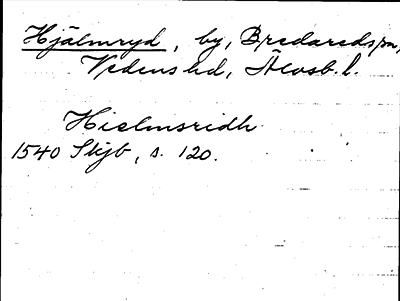 Hjälmryd, by, Bredareds sn,
Vedens hd, Älvsb. l.
Hielmsridh
1540 Skjb, s. 120.